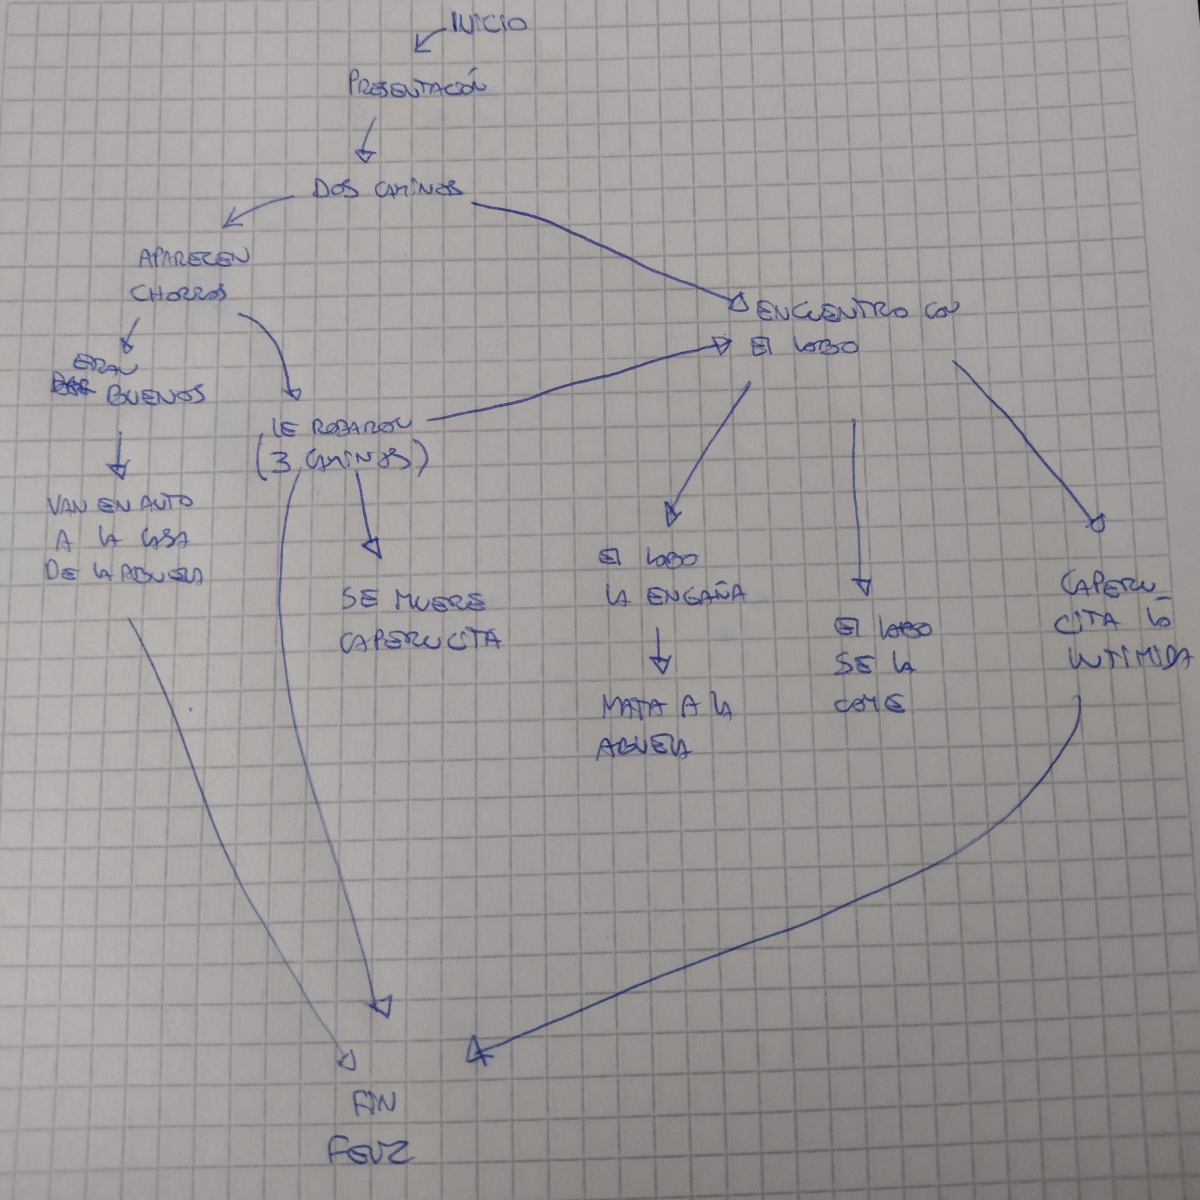 INICIO
PRESENTACIÓN
DOS CAMINOS
APARECEN
CHORROS
ERAN
BUENOS
VAN EN AUTO
A LA CASA
DE LA ABUELA
LE ROBARON
(3 CAMINOS)
SE MUERE
CAPERUCITA
ENCUENTRO CON
EL LOBO
EL LOBO
LA ENGAÑA
MATA A LA
ABUELA
EL LOBO
SE LA
COME
CAPERU_
CITA LO
INTIMIDA
FIN
FELIZ